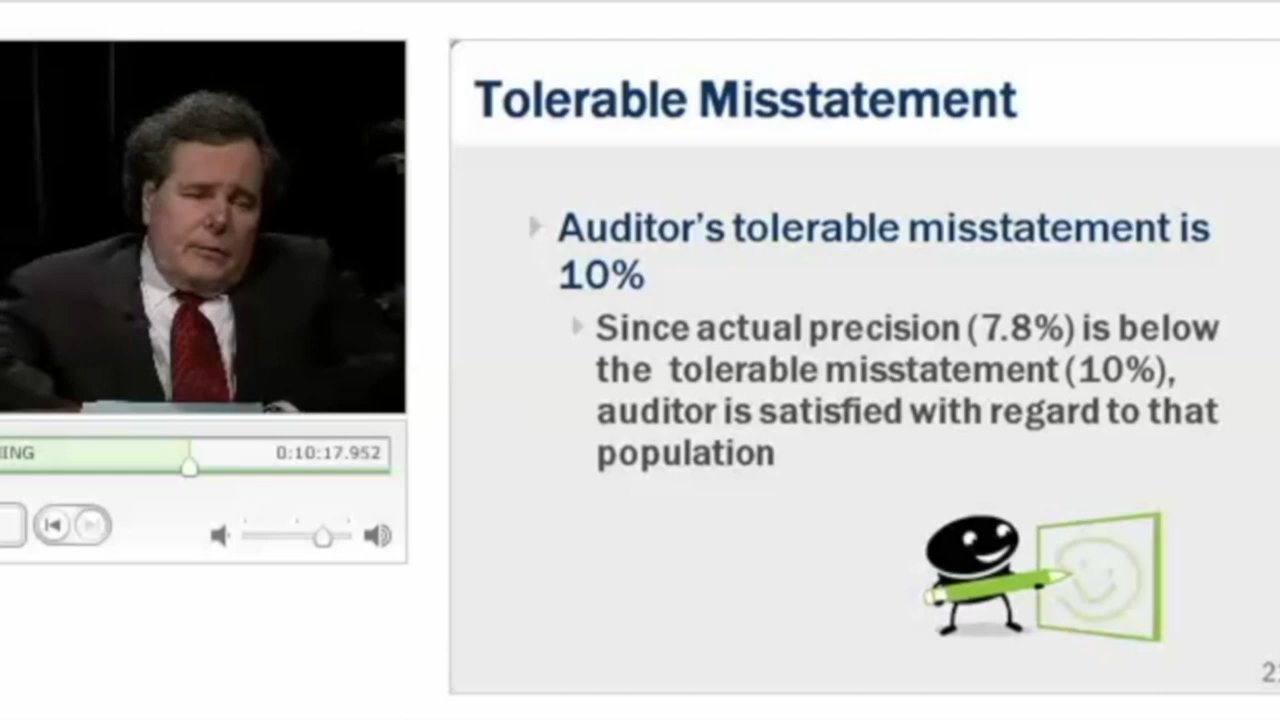 Tolerable Misstatement
Auditor's tolerable misstatement is
10%
Since actual precision (7.8%) is below
the tolerable misstatement (10%),
auditor is satisfied with regard to that
population
ING
0:10:17.952